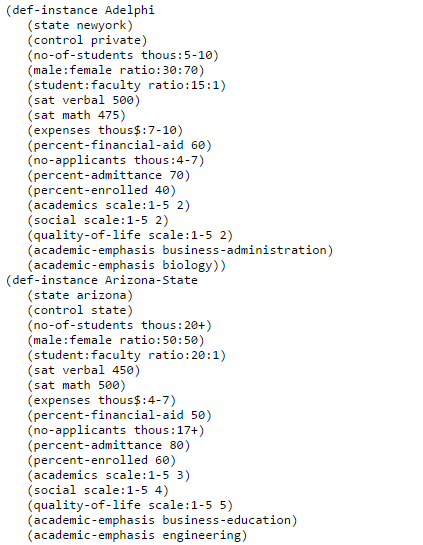 (def-instance Adelphi
(state newyork)
(control private)
(no-of-students thous:5-10)
(male:female ratio:30:70)
(student:faculty ratio:15:1)
(sat verbal 500)
(sat math 475)
(expenses thous$:7-10)
(percent-financial-aid 60)
(no-applicants thous:4-7)
(percent-admittance 70)
(percent-enrolled 40)
(academics scale:1-5 2)
(social scale:1-5 2)
(quality-of-life scale:1-5 2)
(academic-emphasis business-administration)
(academic-emphasis biology))
(def-instance Arizona-State
(state arizona)
(control state)
(no-of-students thous:20+)
(male:female ratio:50:50)
(student:faculty ratio:20:1)
(sat verbal 450)
(sat math 500)
(expenses thous$:4-7)
(percent-financial-aid 50)
(no-applicants thous:17+)
(percent-admittance 80)
(percent-enrolled 60)
(academics scale:1-5 3)
(social scale:1-5 4)
(quality-of-life scale:1-5 5)
(academic-emphasis business-education)
(academic-emphasis engineering)